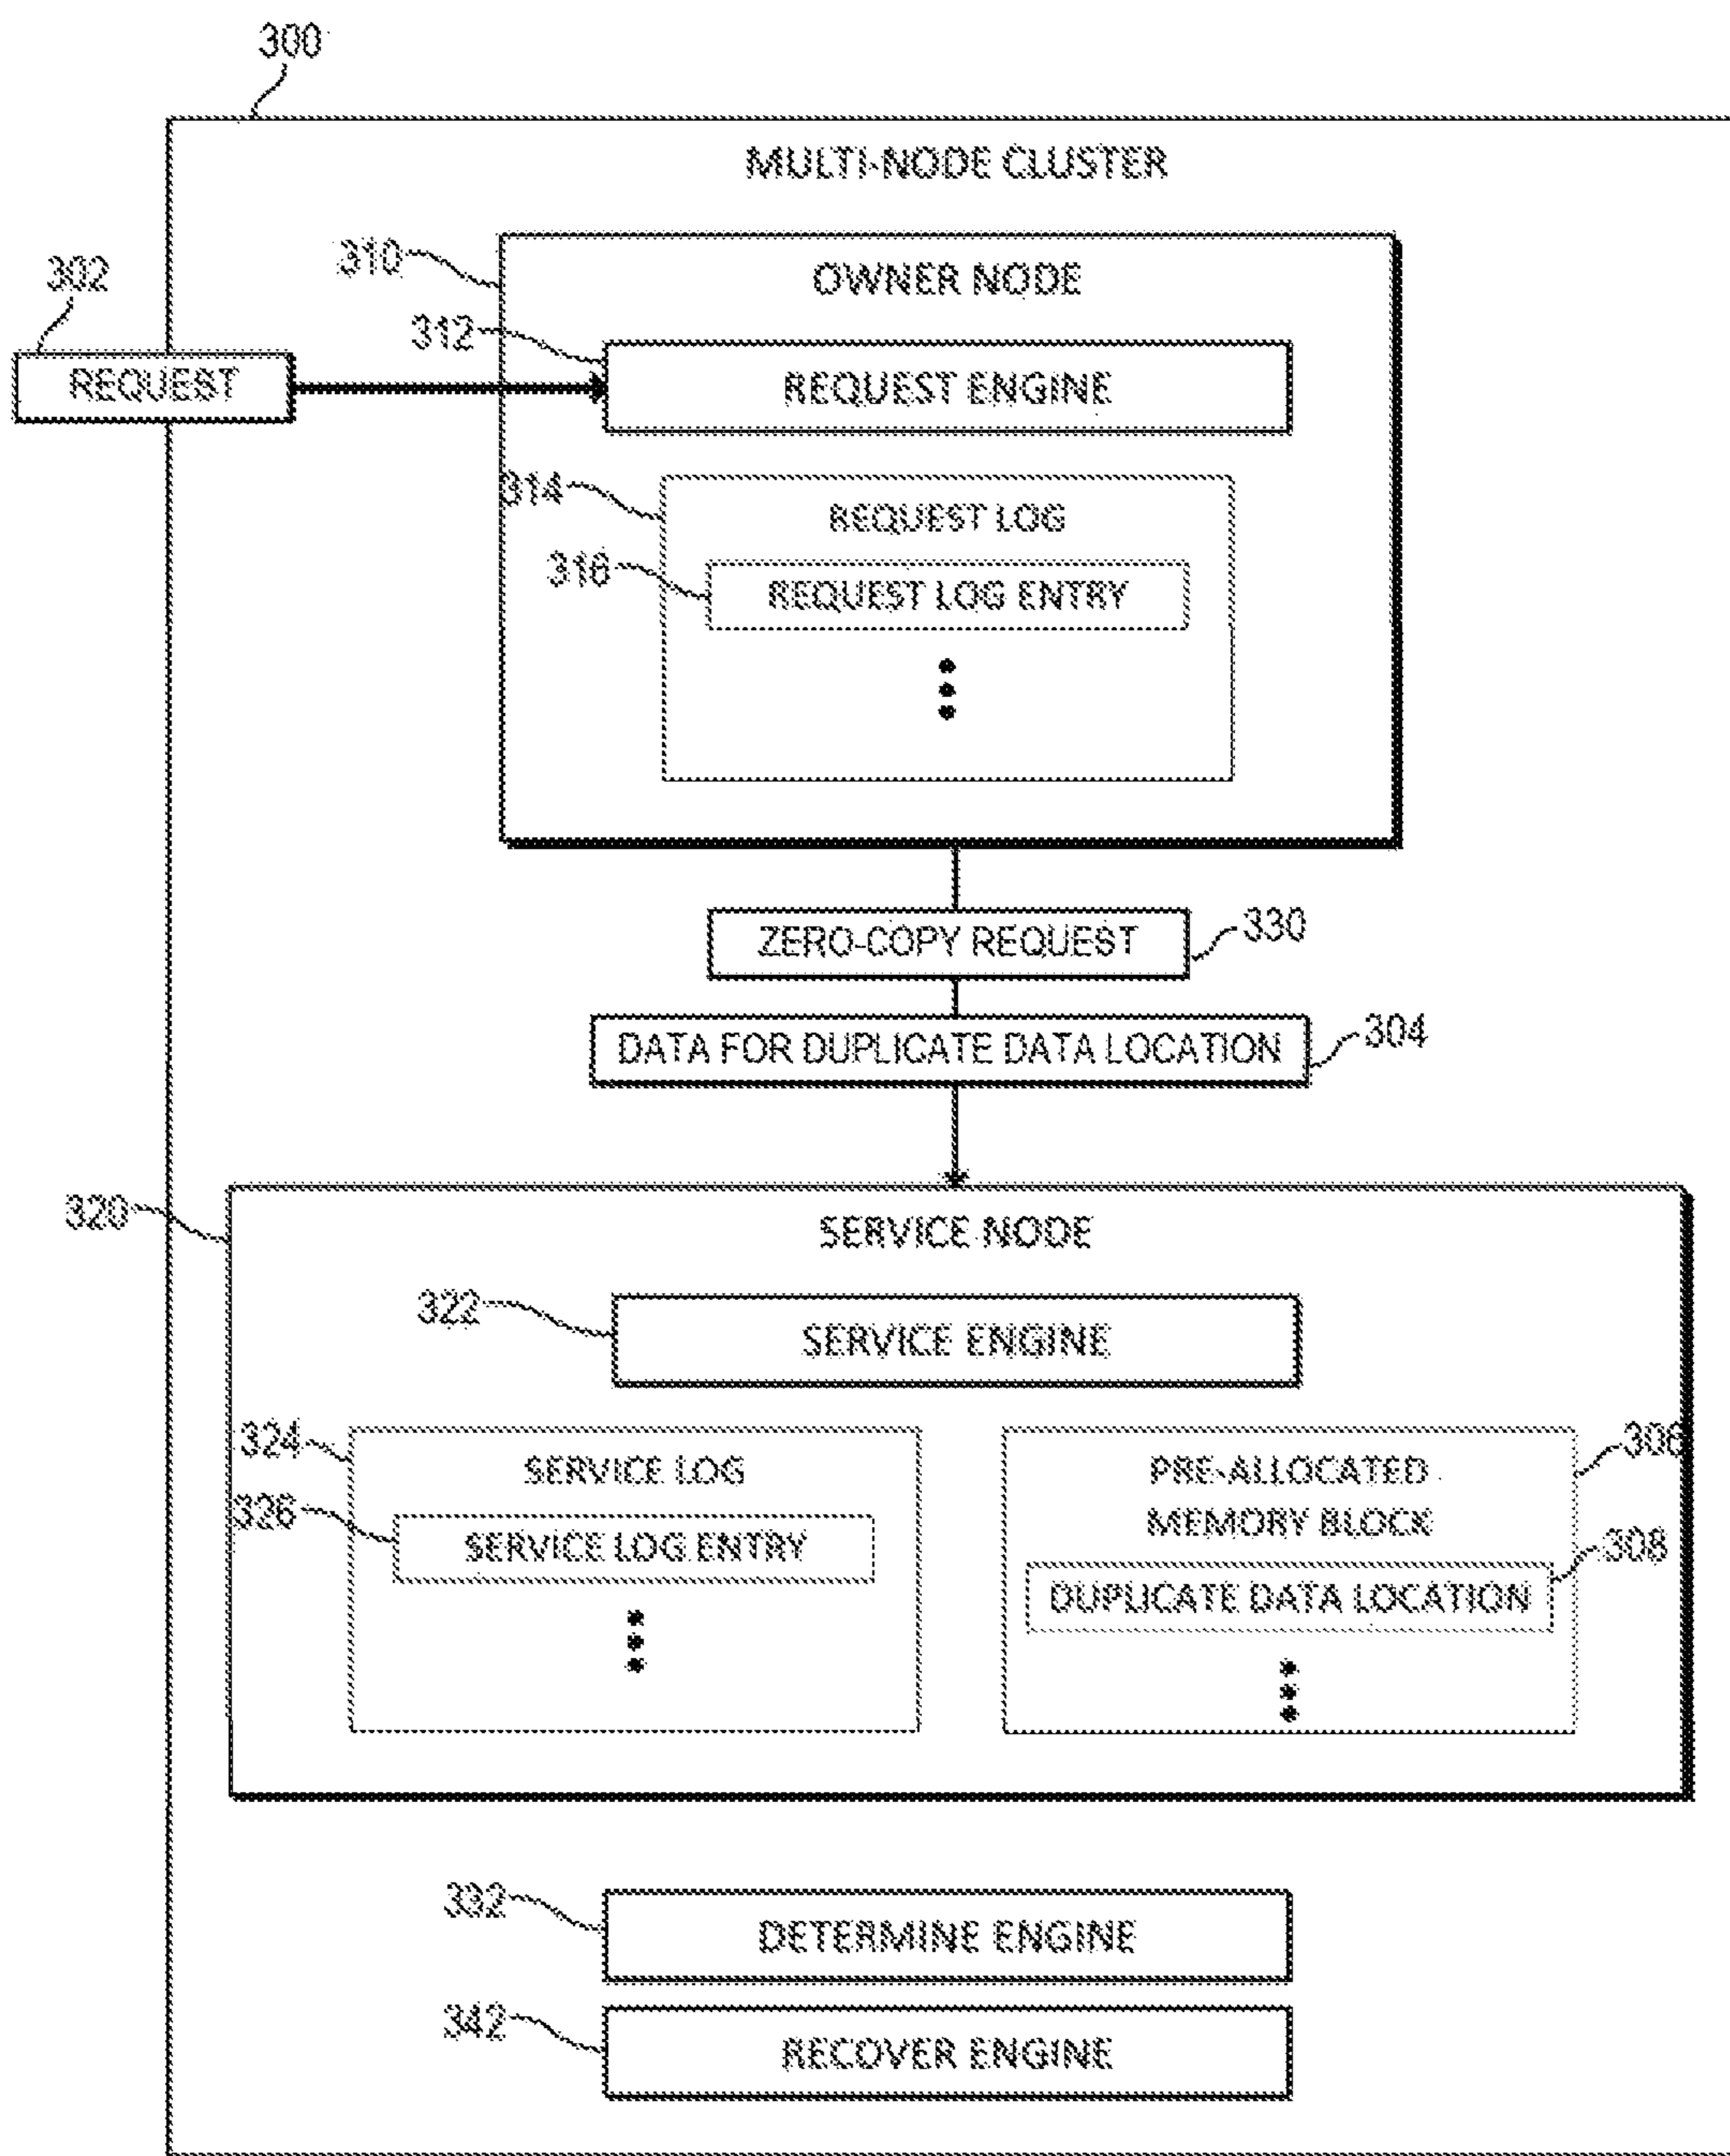 300
MULTI-NODE CLUSTER
310
OWNER NODE
302
REQUEST
312
REQUEST ENGINE
314
REQUEST LOG
316
REQUEST LOG ENTRY
ZERO-COPY REQUEST
330
DATA FOR DUPLICATE DATA LOCATION
304
320
SERVICE NODE
322
SERVICE ENGINE
324
SERVICE LOG
326
SERVICE LOG ENTRY
306
PRE-ALLOCATED
MEMORY BLOCK
308
DUPLICATE DATA LOCATION
332
DETERMINE ENGINE
342
RECOVER ENGINE